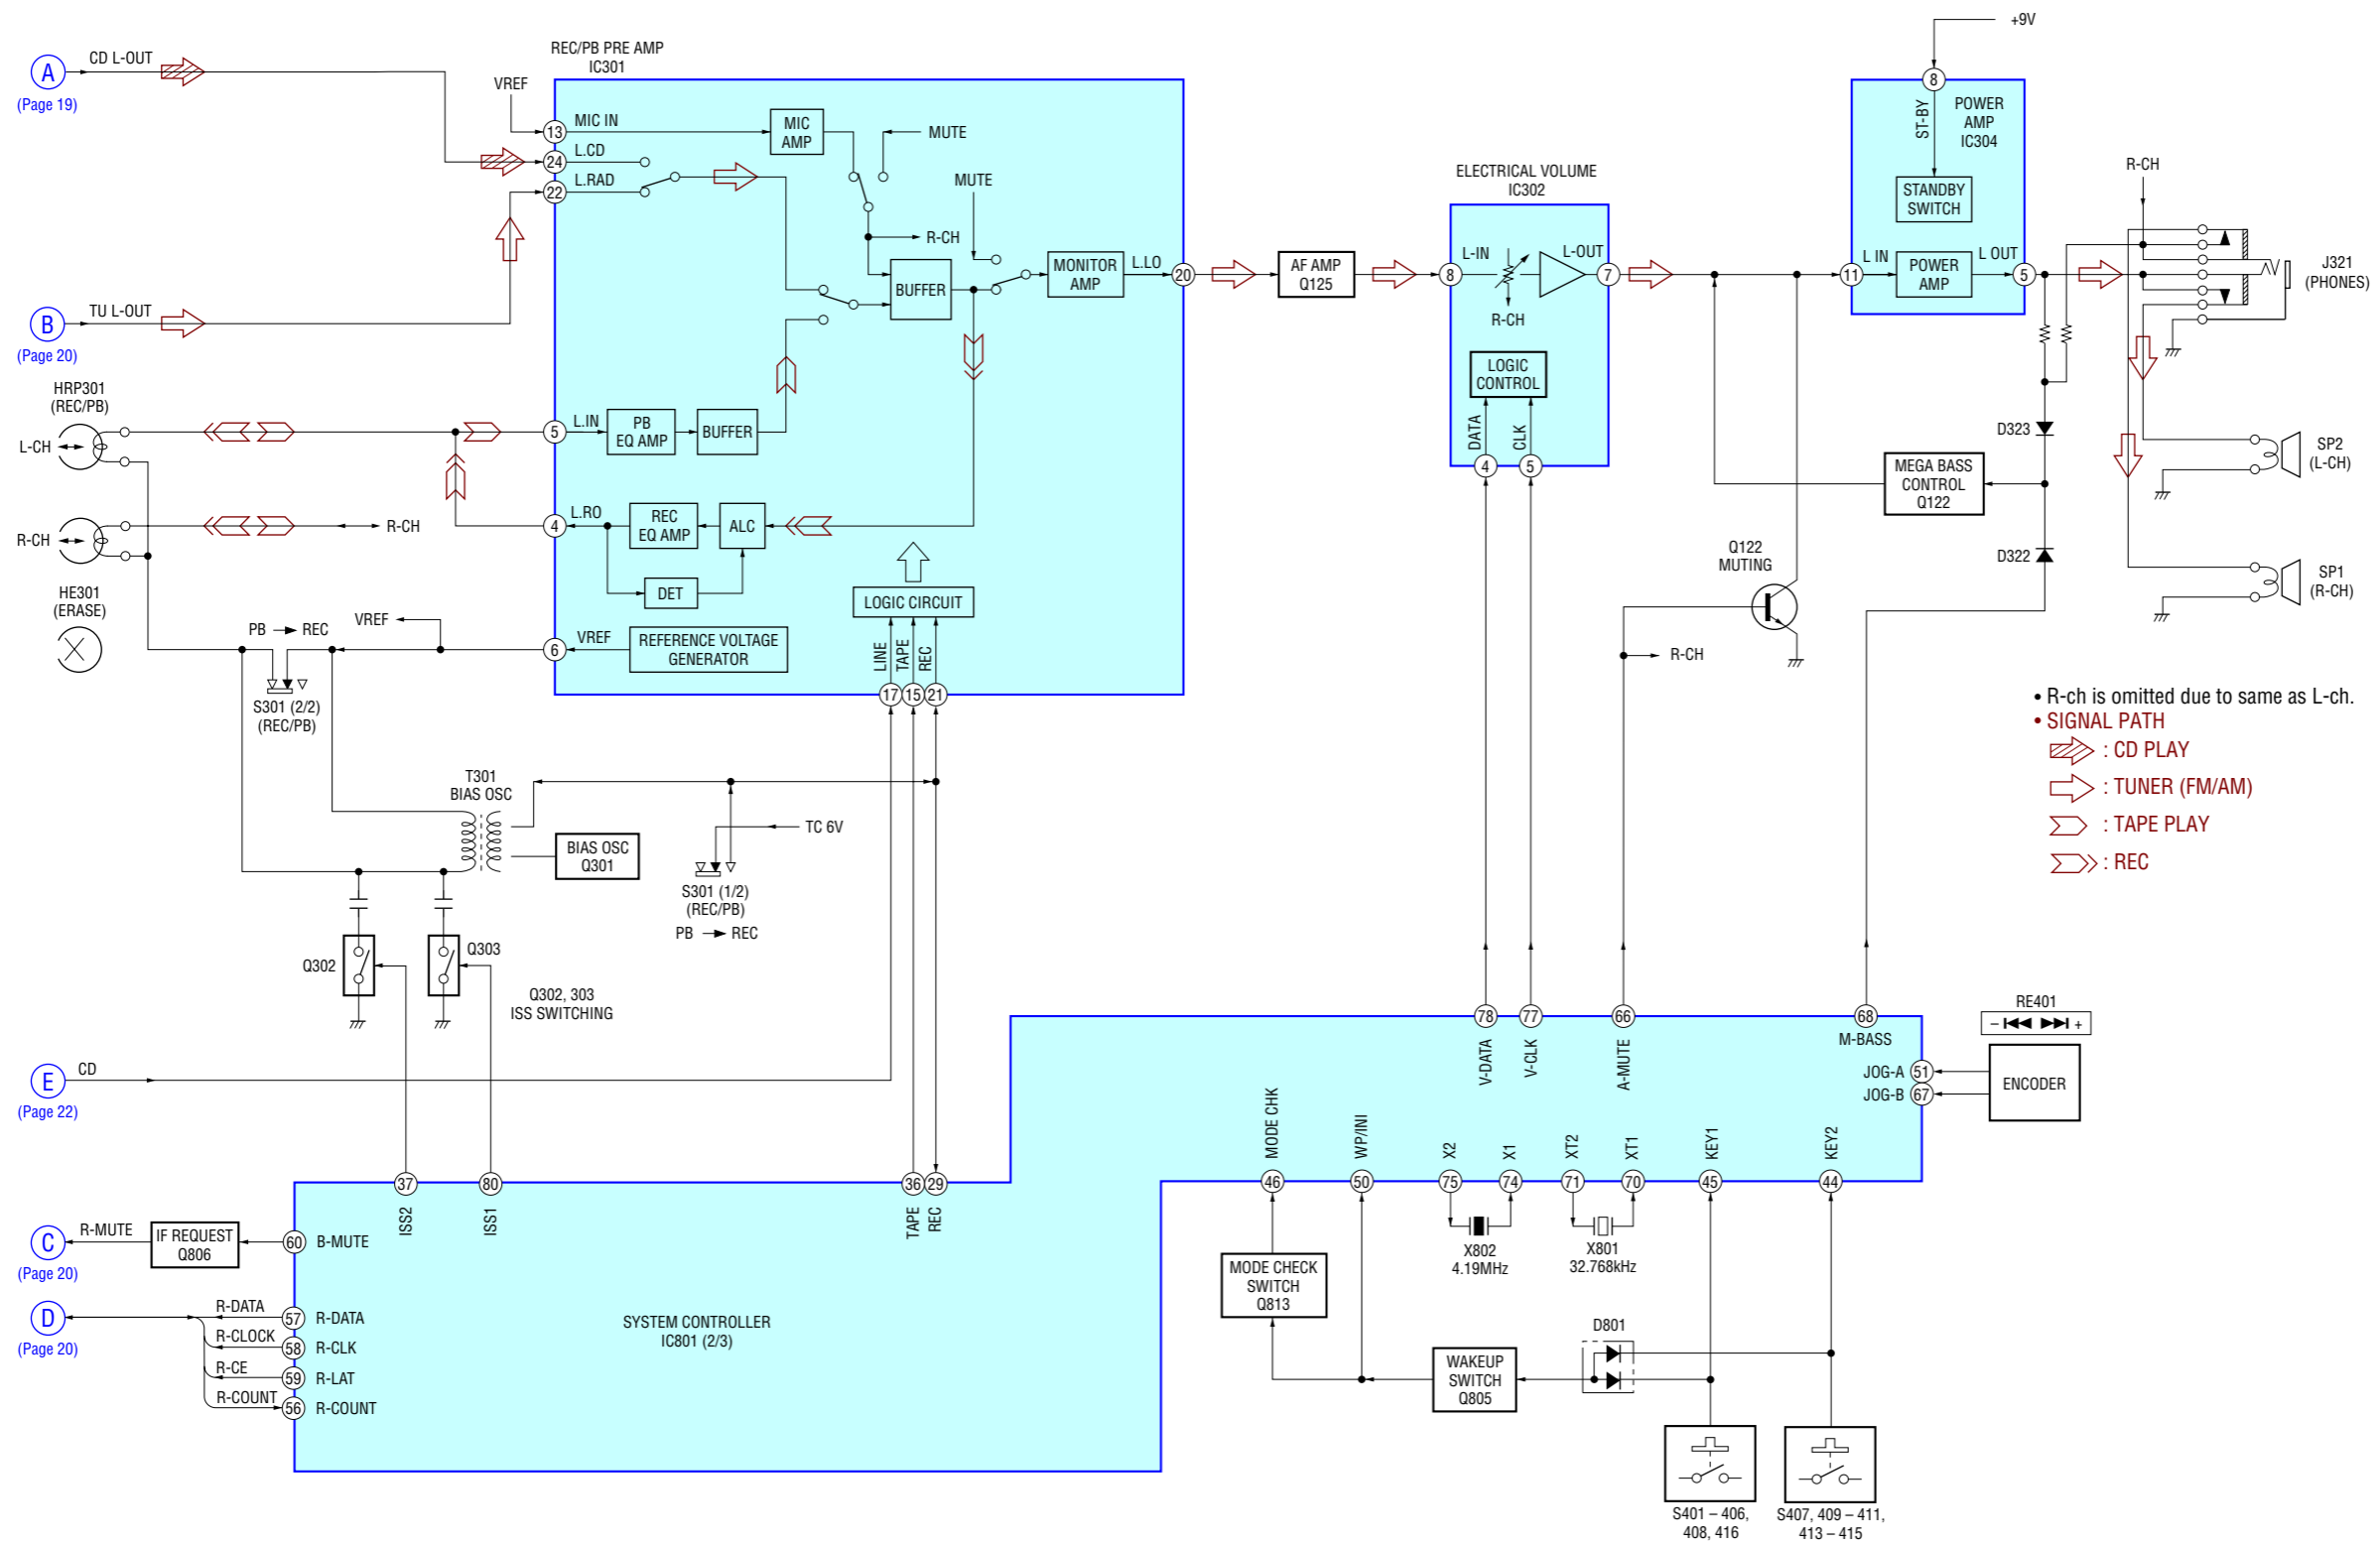 A
CD L-OUT
(Page 19)
B
TU L-OUT
(Page 20)
HRP301
(REC/PB)
L-CH
R-CH
R-CH
HE301
(ERASE)
PB REC
VREF
S301 (2/2)
(REC/PB)
REC/PB PRE AMP
IC301
VREF
13
MIC IN
24
L.CD
22
L.RAD
MIC
AMP
MUTE
MUTE
R-CH
BUFFER
MONITOR
AMP
L.LO
20
5
L.IN
PB
EQ AMP
BUFFER
4
L.RO
REC
EQ AMP
ALC
DET
LOGIC CIRCUIT
6
VREF
REFERENCE VOLTAGE
GENERATOR
LINE
TAPE
REC
17
15
21
AF AMP
Q125
ELECTRICAL VOLUME
IC302
8
L-IN
L-OUT
7
R-CH
LOGIC
CONTROL
DATA
CLK
4
5
+9V
8
ST-BY
POWER
AMP
IC304
STANDBY
SWITCH
11
L IN
POWER
AMP
L OUT
5
R-CH
J321
(PHONES)
D323
MEGA BASS
CONTROL
Q122
D322
SP2
(L-CH)
SP1
(R-CH)
Q122
MUTING
R-CH
• R-ch is omitted due to same as L-ch.
• SIGNAL PATH
: CD PLAY
: TUNER (FM/AM)
: TAPE PLAY
: REC
T301
BIAS OSC
BIAS OSC
Q301
TC 6V
S301 (1/2)
(REC/PB)
PB REC
Q302
Q303
Q302, 303
ISS SWITCHING
E
CD
(Page 22)
37
80
36
29
ISS2
ISS1
TAPE
REC
C
R-MUTE
(Page 20)
IF REQUEST
Q806
60
B-MUTE
D
(Page 20)
R-DATA
57
R-DATA
R-CLOCK
58
R-CLK
R-CE
59
R-LAT
R-COUNT
56
R-COUNT
SYSTEM CONTROLLER
IC801 (2/3)
78
77
66
68
V-DATA
V-CLK
A-MUTE
M-BASS
RE401
– +
JOG-A
51
JOG-B
67
ENCODER
MODE CHK
WP/INI
X2
X1
XT2
XT1
KEY1
KEY2
46
50
75
74
71
70
45
44
X802
4.19MHz
X801
32.768kHz
MODE CHECK
SWITCH
Q813
WAKEUP
SWITCH
Q805
D801
S401 – 406,
408, 416
S407, 409 – 411,
413 – 415